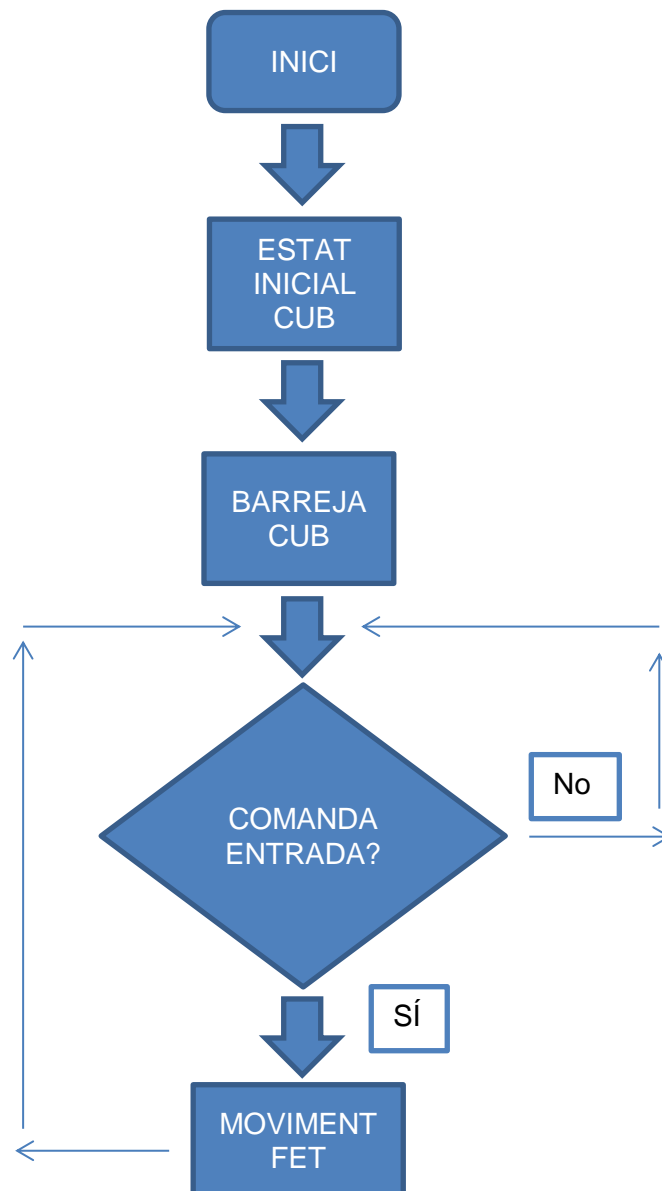 INICI
ESTAT
INICIAL
CUB
BARREJA
CUB
No
COMANDA
ENTRADA?
SÍ
MOVIMENT
FET